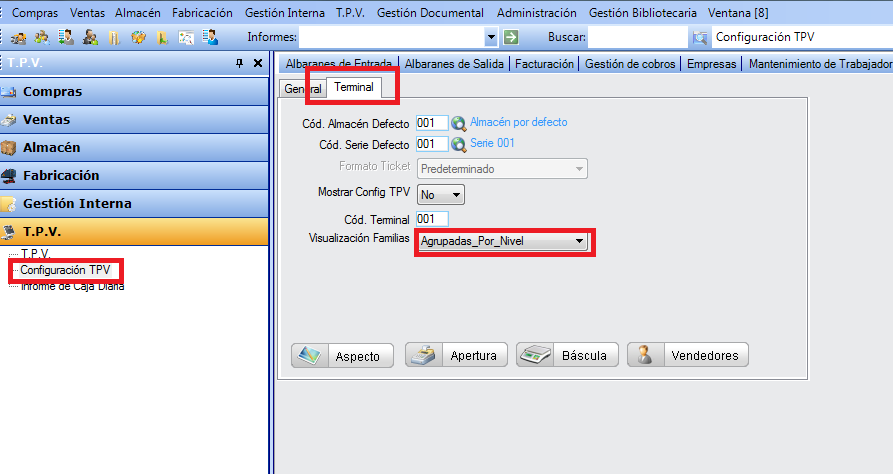 Compras Ventas Almacén Fabricación Gestión Interna T.P.V. Gestión Documental Administración Gestión Bibliotecaria Ventana [8]
Informes: Buscar: Configuración TPV
T.P.V.
Albaranes de Entrada Albaranes de Salida Facturación Gestión de cobros Empresas Mantenimiento de Trabajador
General Terminal
Compras
Ventas
Almacén
Fabricación
Gestión Interna
T.P.V.
T.P.V.
Configuración TPV
Informe de Caja Diaria
Cód. Almacén Defecto 001 Almacén por defecto
Cód. Serie Defecto 001 Serie 001
Formato Ticket Predeterminado
Mostrar Config TPV No
Cód. Terminal 001
Visualización Familias Agrupadas_Por_Nivel
Aspecto Apertura Báscula Vendedores